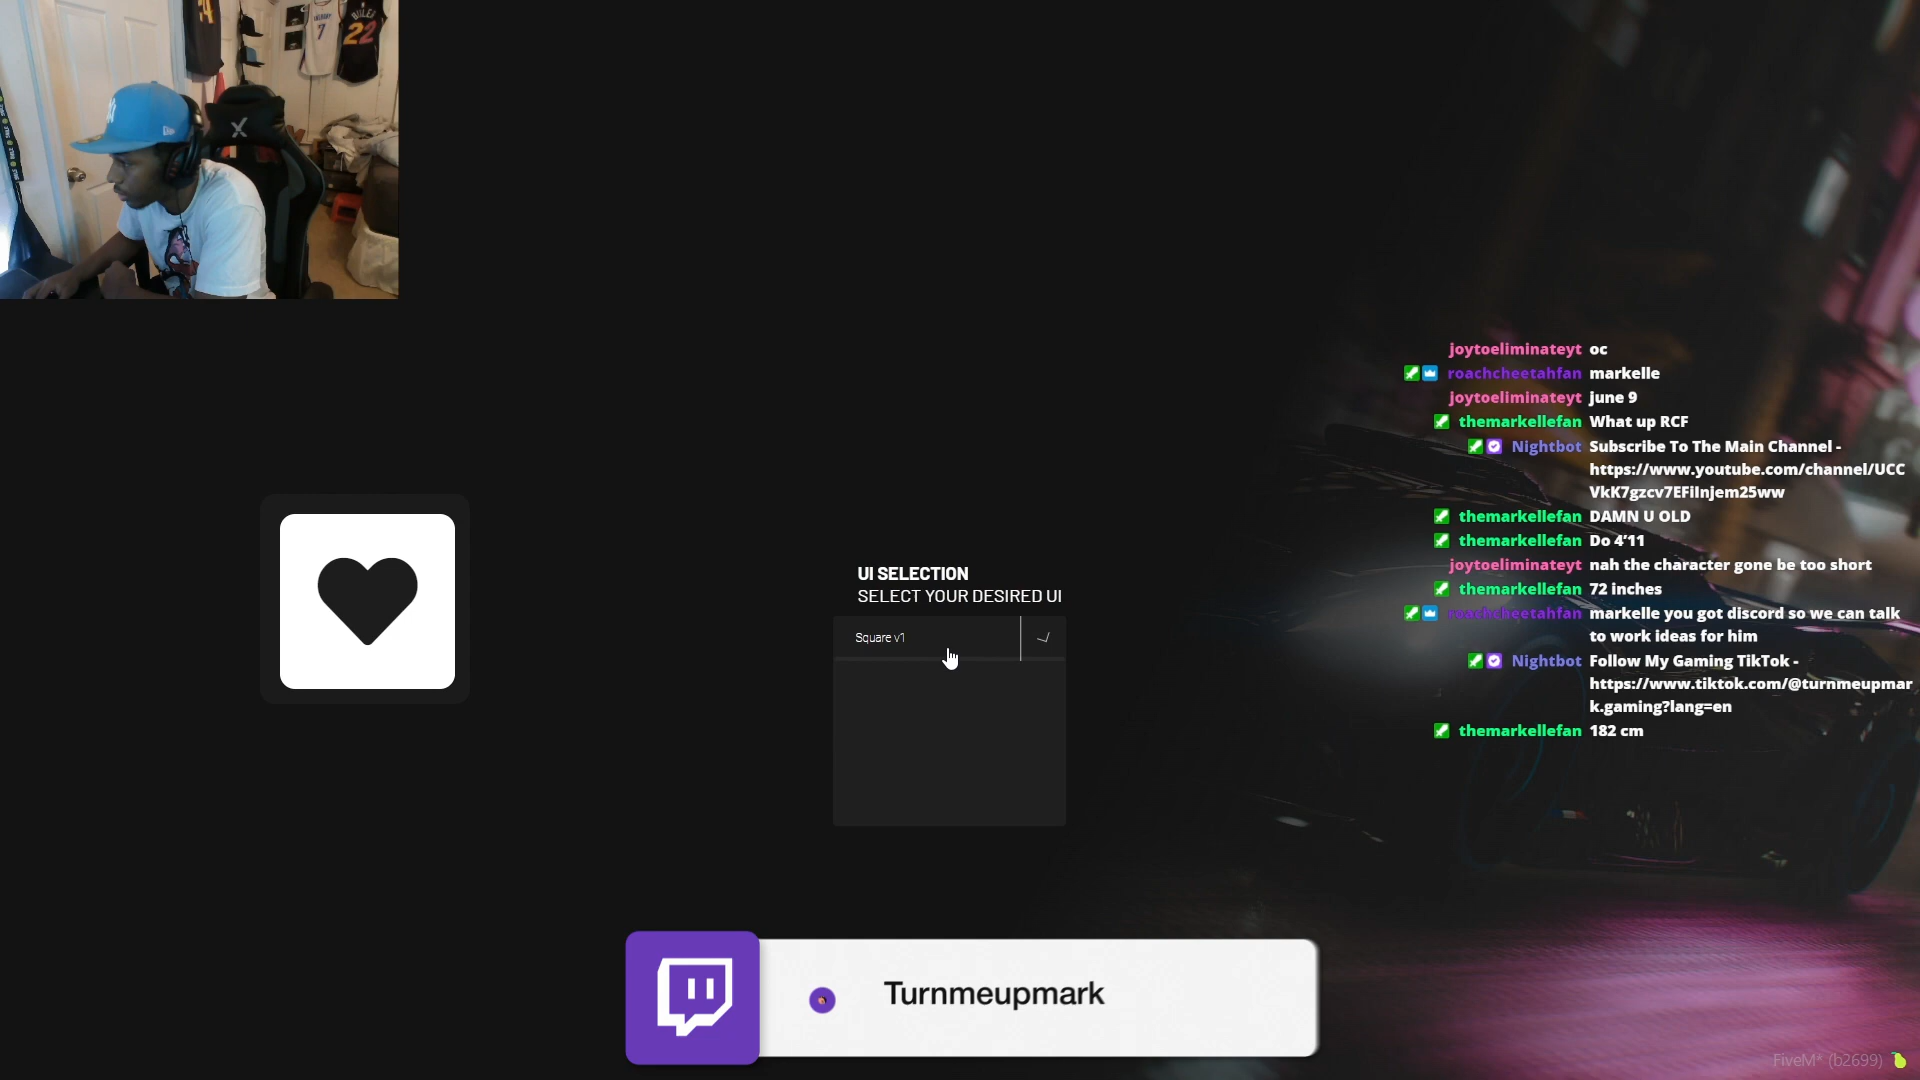 7
22
joytoeliminateyt oc
roachcheetahfan markelle
joytoeliminateyt june 9
themarkellefan What up RCF
Nightbot Subscribe To The Main Channel -
https://www.youtube.com/channel/UCC
VkK7gzcv7EFiInjem25ww
themarkellefan DAMN U OLD
themarkellefan Do 4'11
joytoeliminateyt nah the character gone be too short
themarkellefan 72 inches
roachcheetahfan markelle you got discord so we can talk
to work ideas for him
Nightbot Follow My Gaming TikTok -
https://www.tiktok.com/@turnmeupmar
k.gaming?lang=en
themarkellefan 182 cm
UI SELECTION
SELECT YOUR DESIRED UI
Square v1
Turnmeupmark
FiveM* (b2699)